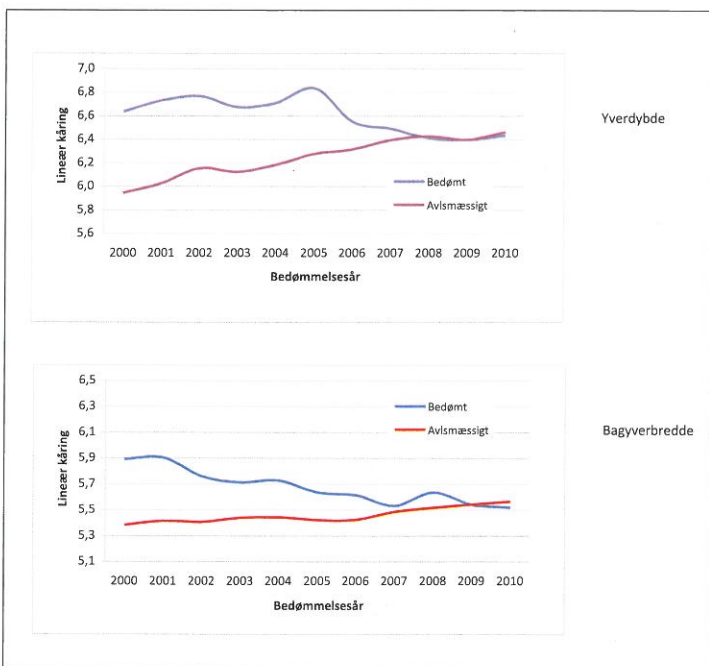 7,0
6,8
6,6
6,4
6,2
6,0
5,8
5,6
Lineær kåring
Bedømt
Avlsmæssigt
2000 2001 2002 2003 2004 2005 2006 2007 2008 2009 2010
Bedømmelsesår
Yverdybde
6,5
6,3
6,1
5,9
5,7
5,5
5,3
5,1
Lineær kåring
Bedømt
Avlsmæssigt
2000 2001 2002 2003 2004 2005 2006 2007 2008 2009 2010
Bedømmelsesår
Bagyverbredde